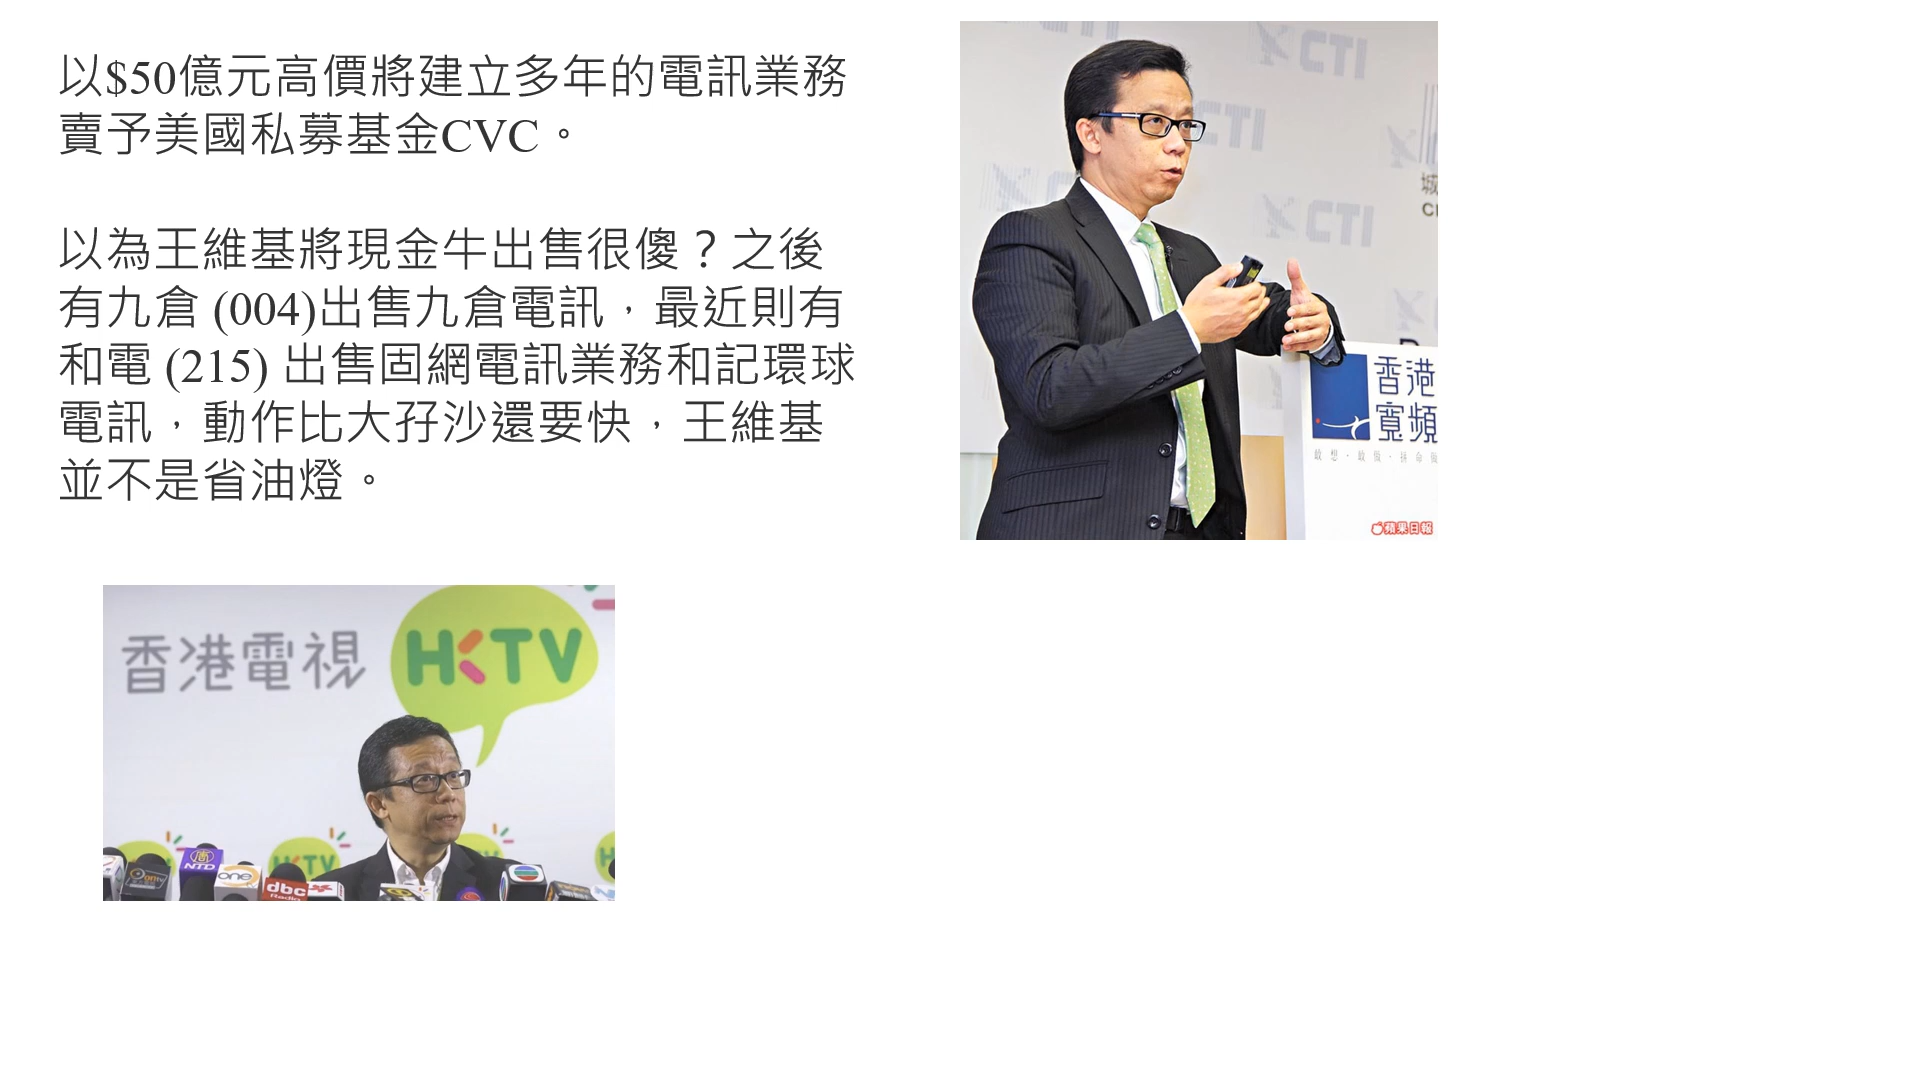 以$50億元高價將建立多年的電訊業務
賣予美國私募基金CVC。
以為王維基將現金牛出售很傻？之後
有九倉 (004)出售九倉電訊，最近則有
和電 (215) 出售固網電訊業務和記環球
電訊，動作比大孖沙還要快，王維基
並不是省油燈。
CTI
CTI
CTI
城
香港
寬頻
蘋果日報
香港電視 HKTV
HKTV
NTD
one
dbc
Radio